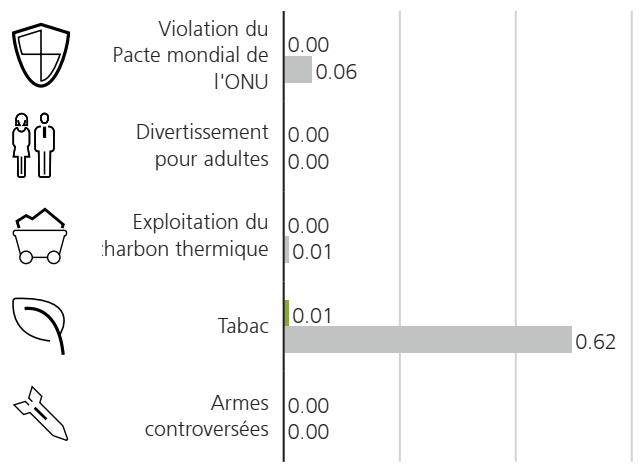 Violation du
0.00
Pacte mondial de
0.06
l'ONU
Divertissement
0.00
pour adultes
0.00
Exploitation du
0.00
charbon thermique
0.01
0.01
Tabac
0.62
Armes
0.00
controversées
0.00